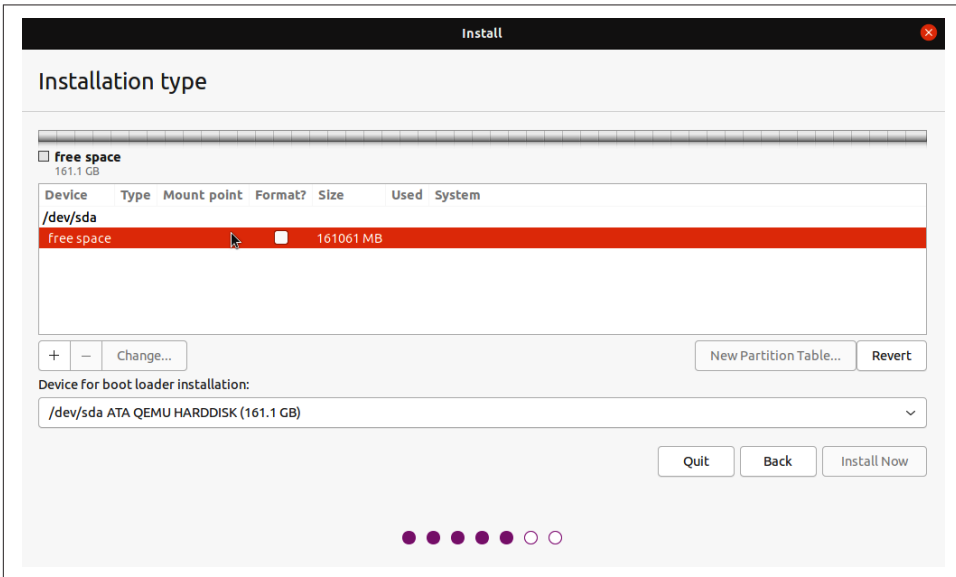 Install
Installation type
free space
161.1 GB
Device Type Mount point Format? Size Used System
/dev/sda
free space 161061 MB
+ − Change... New Partition Table... Revert
Device for boot loader installation:
/dev/sda ATA QEMU HARDDISK (161.1 GB)
Quit Back Install Now